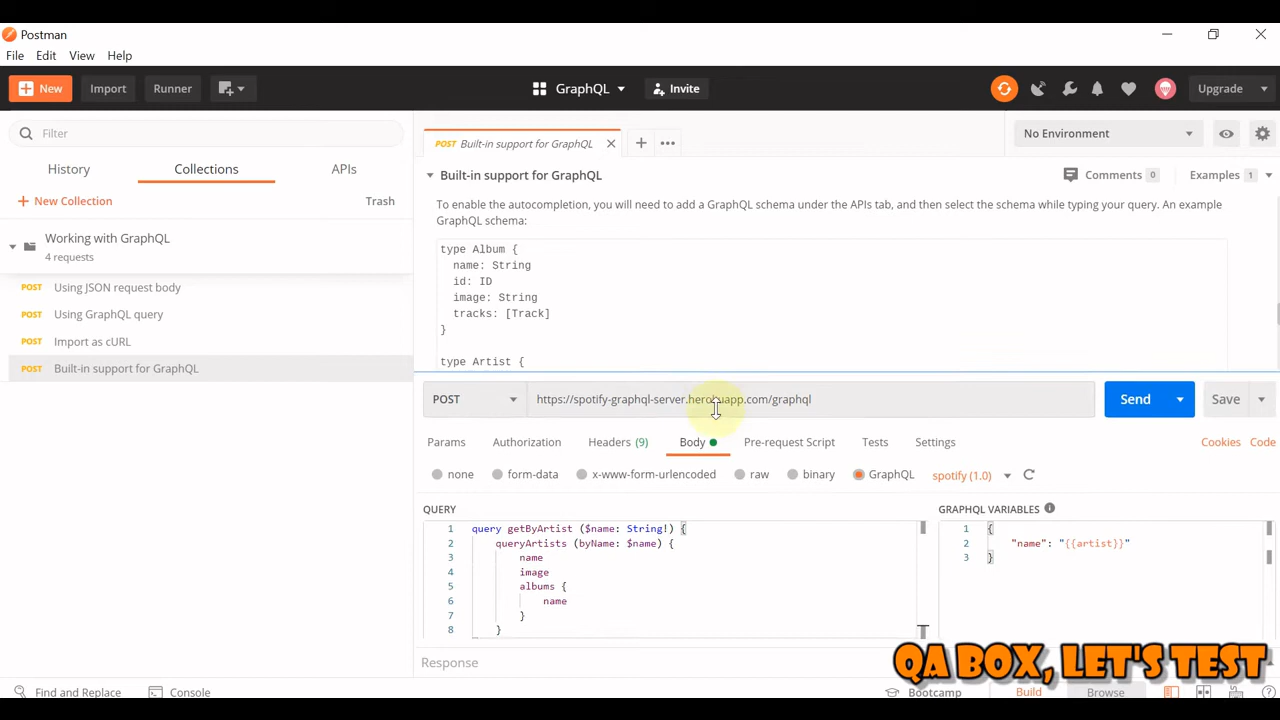 Postman
File Edit View Help
New Import Runner GraphQL Invite Upgrade
Filter
History Collections APIs
New Collection Trash
Working with GraphQL
4 requests
POST Using JSON request body
POST Using GraphQL query
POST Import as cURL
POST Built-in support for GraphQL
POST Built-in support for GraphQL
No Environment
Built-in support for GraphQL Comments 0 Examples 1
To enable the autocompletion, you will need to add a GraphQL schema under the APIs tab, and then select the schema while typing your query. An example
GraphQL schema:
type Album {
name: String
id: ID
image: String
tracks: [Track]
}
type Artist {
POST https://spotify-graphql-server.herokuapp.com/graphql Send Save
Params Authorization Headers (9) Body Pre-request Script Tests Settings Cookies Code
none form-data x-www-form-urlencoded raw binary GraphQL spotify (1.0)
QUERY
1 query getByArtist ($name: String!) {
2 queryArtists (byName: $name) {
3 name
4 image
5 albums {
6 name
7 }
8 }
GRAPHQL VARIABLES
1 {
2 "name": "{{artist}}"
3 }
Response
QA BOX, LET'S TEST
Find and Replace Console Bootcamp Build Browse